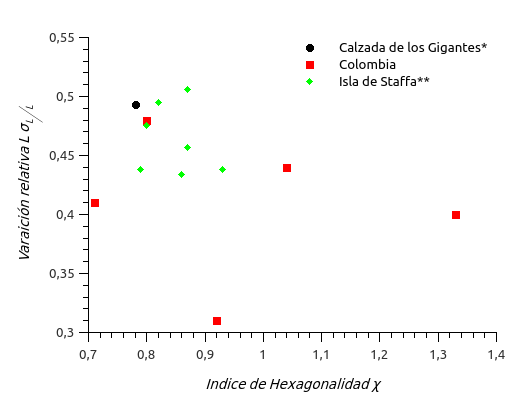 0,55
0,5
0,45
0,4
0,35
0,3
0,7 0,8 0,9 1 1,1 1,2 1,3 1,4
Calzada de los Gigantes*
Colombia
Isla de Staffa**
Varaición relativa L σL/L
Indice de Hexagonalidad χ